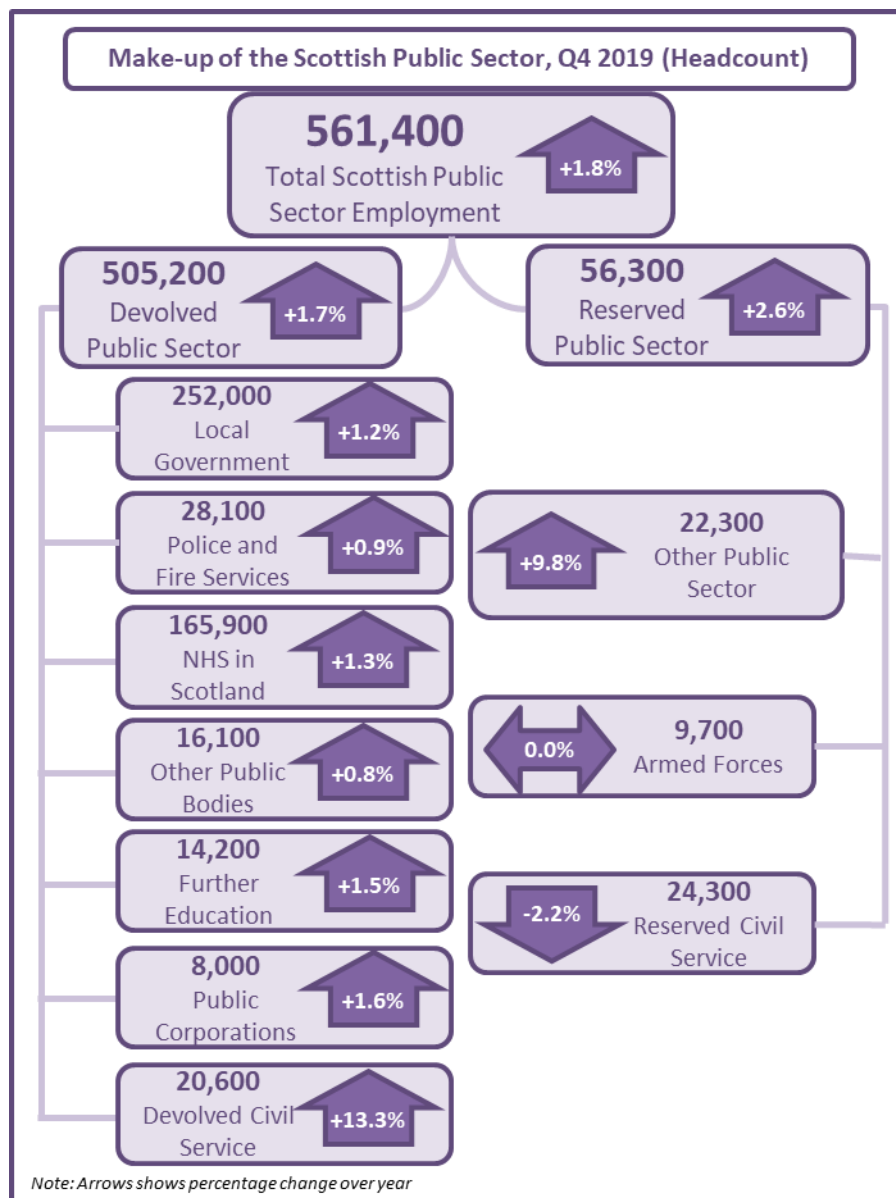 Make-up of the Scottish Public Sector, Q4 2019 (Headcount)
561,400
Total Scottish Public
Sector Employment
+1.8%
505,200
Devolved
Public Sector
+1.7%
56,300
Reserved
Public Sector
+2.6%
252,000
Local
Government
+1.2%
28,100
Police and
Fire Services
+0.9%
165,900
NHS in
Scotland
+1.3%
16,100
Other Public
Bodies
+0.8%
14,200
Further
Education
+1.5%
8,000
Public
Corporations
+1.6%
20,600
Devolved Civil
Service
+13.3%
+9.8%
22,300
Other Public
Sector
0.0%
9,700
Armed Forces
-2.2%
24,300
Reserved Civil
Service
Note: Arrows shows percentage change over year